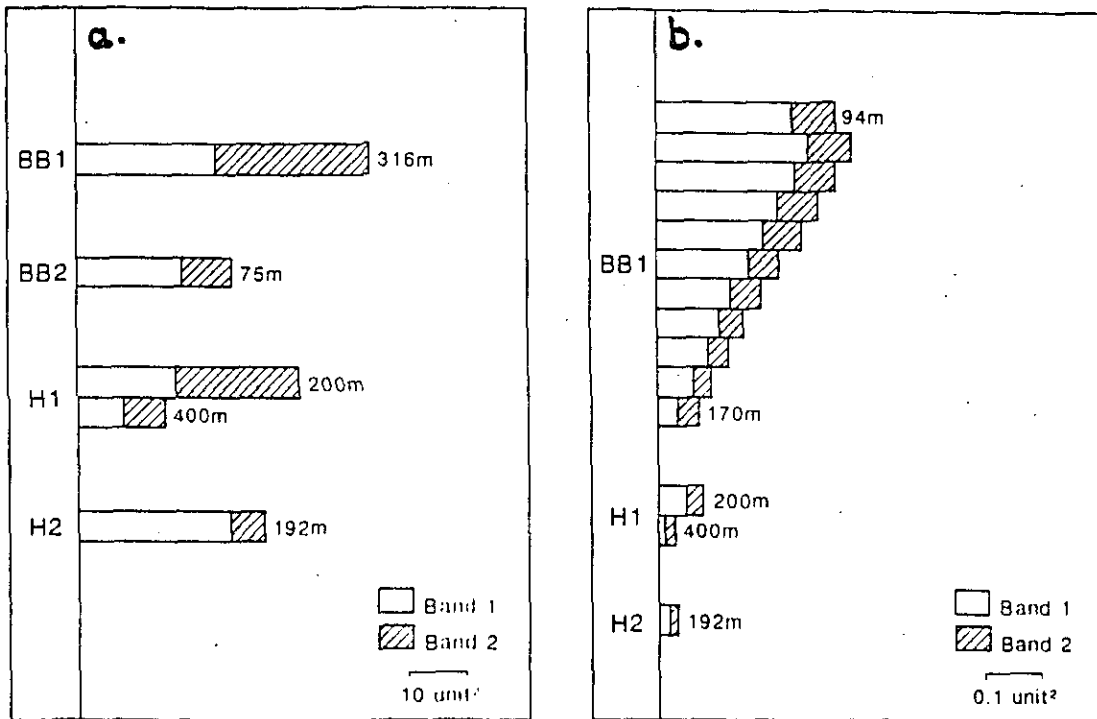 a.
BB1
316m
BB2
75m
H1
200m
400m
H2
192m
Band 1
Band 2
10 unit²
b.
94m
BB1
170m
H1
200m
400m
H2
192m
Band 1
Band 2
0.1 unit²